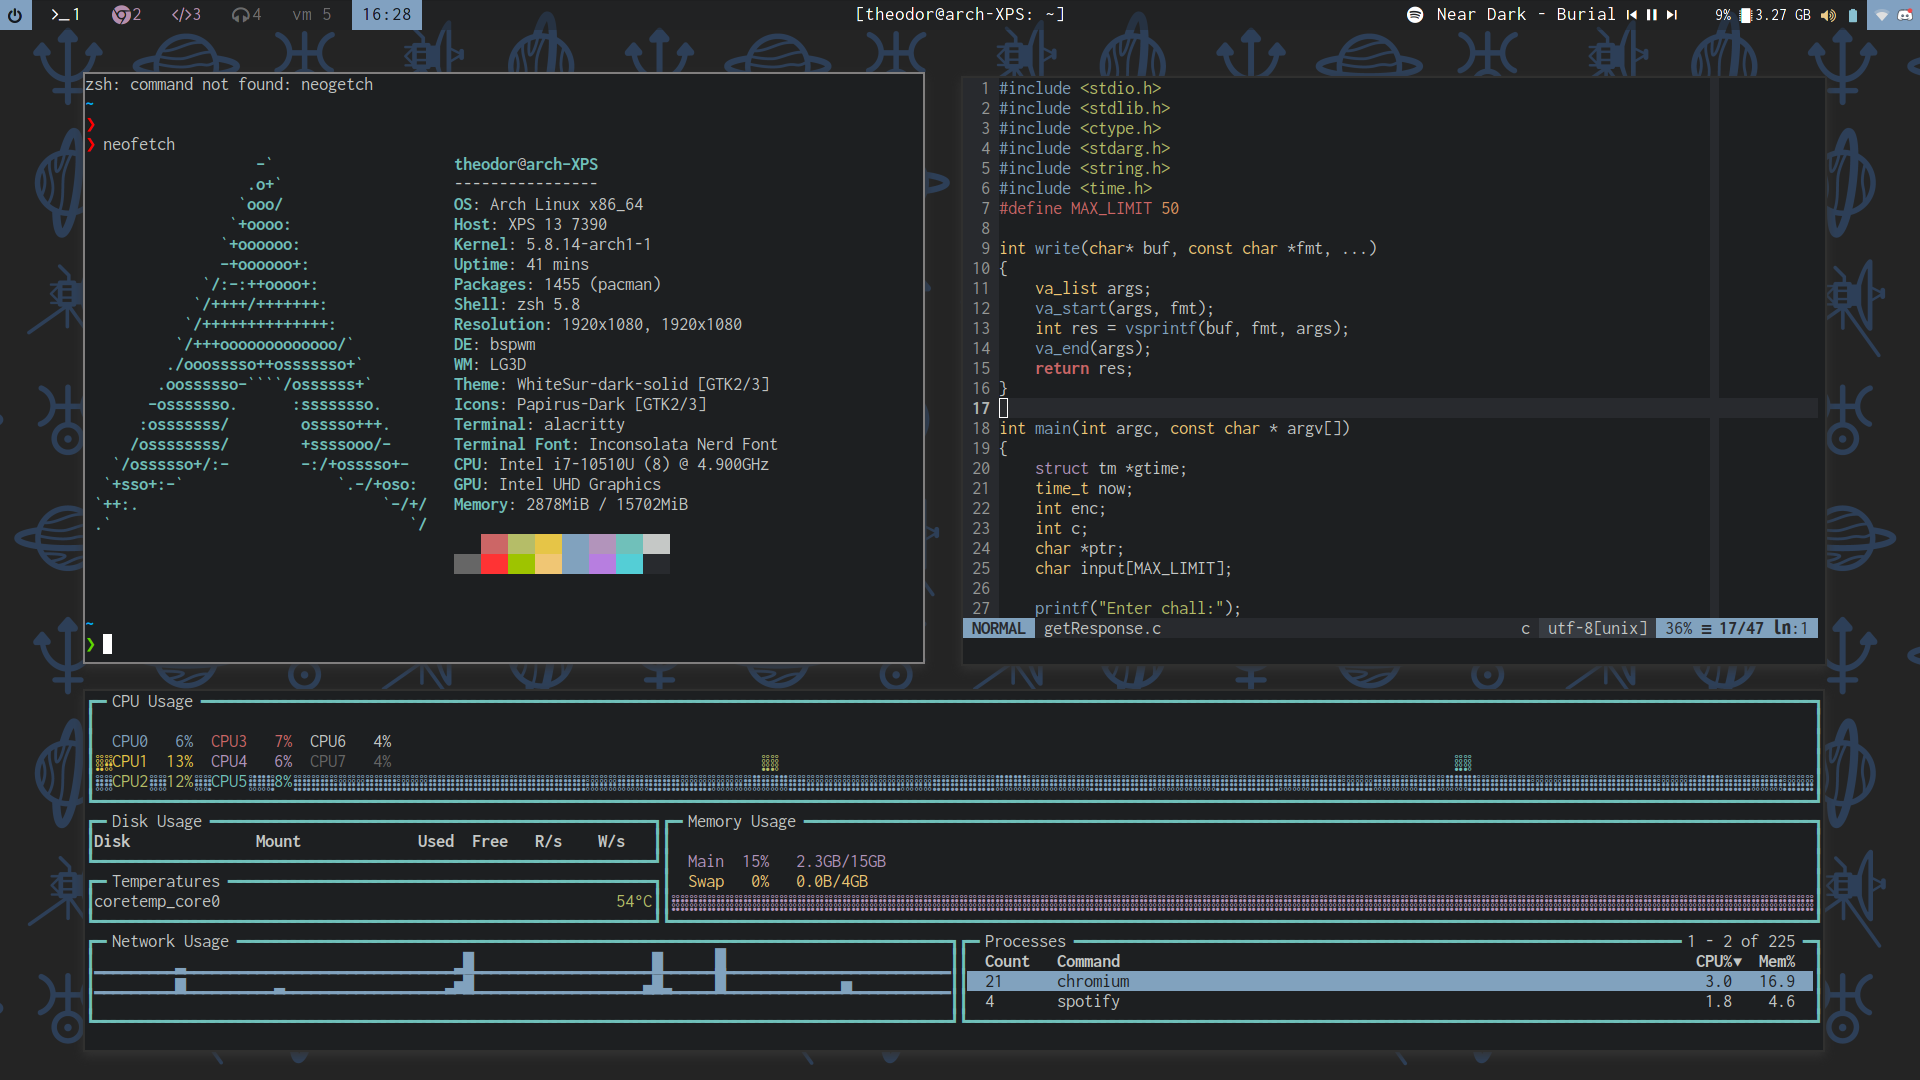 >_1 2 </>3 4 vm 5 16:28 [theodor@arch-XPS: ~] Near Dark - Burial 9% 3.27 GB
zsh: command not found: neogetch
~
❯
❯ neofetch
-`
.o+`
`ooo/
`+oooo:
`+oooooo:
-+oooooo+:
`/:-:++oooo+:
`/++++/+++++++:
`/++++++++++++++:
`/+++ooooooooooooo/`
./ooosssso++osssssso+`
.oossssso-````/ossssss+`
-osssssso. :ssssssso.
:osssssss/ osssso+++.
/ossssssss/ +ssssooo/-
`/ossssso+/:- -:/+osssso+-
`+sso+:-` `.-/+oso:
`++:. `-/+/
.` `/
theodor@arch-XPS
----------------
OS: Arch Linux x86_64
Host: XPS 13 7390
Kernel: 5.8.14-arch1-1
Uptime: 41 mins
Packages: 1455 (pacman)
Shell: zsh 5.8
Resolution: 1920x1080, 1920x1080
DE: bspwm
WM: LG3D
Theme: WhiteSur-dark-solid [GTK2/3]
Icons: Papirus-Dark [GTK2/3]
Terminal: alacritty
Terminal Font: Inconsolata Nerd Font
CPU: Intel i7-10510U (8) @ 4.900GHz
GPU: Intel UHD Graphics
Memory: 2878MiB / 15702MiB
~
❯
1 #include <stdio.h>
2 #include <stdlib.h>
3 #include <ctype.h>
4 #include <stdarg.h>
5 #include <string.h>
6 #include <time.h>
7 #define MAX_LIMIT 50
8
9 int write(char* buf, const char *fmt, ...)
10 {
11 va_list args;
12 va_start(args, fmt);
13 int res = vsprintf(buf, fmt, args);
14 va_end(args);
15 return res;
16 }
17
18 int main(int argc, const char * argv[])
19 {
20 struct tm *gtime;
21 time_t now;
22 int enc;
23 int c;
24 char *ptr;
25 char input[MAX_LIMIT];
26
27 printf("Enter chall:");
NORMAL getResponse.c c utf-8[unix] 36% ≡ 17/47 ln:1
CPU Usage
CPU0 6% CPU3 7% CPU6 4%
CPU1 13% CPU4 6% CPU7 4%
CPU2 12% CPU5 8%
Disk Usage
Disk Mount Used Free R/s W/s
Temperatures
coretemp_core0 54°C
Memory Usage
Main 15% 2.3GB/15GB
Swap 0% 0.0B/4GB
Network Usage
Processes 1 - 2 of 225
Count Command CPU%▼ Mem%
21 chromium 3.0 16.9
4 spotify 1.8 4.6